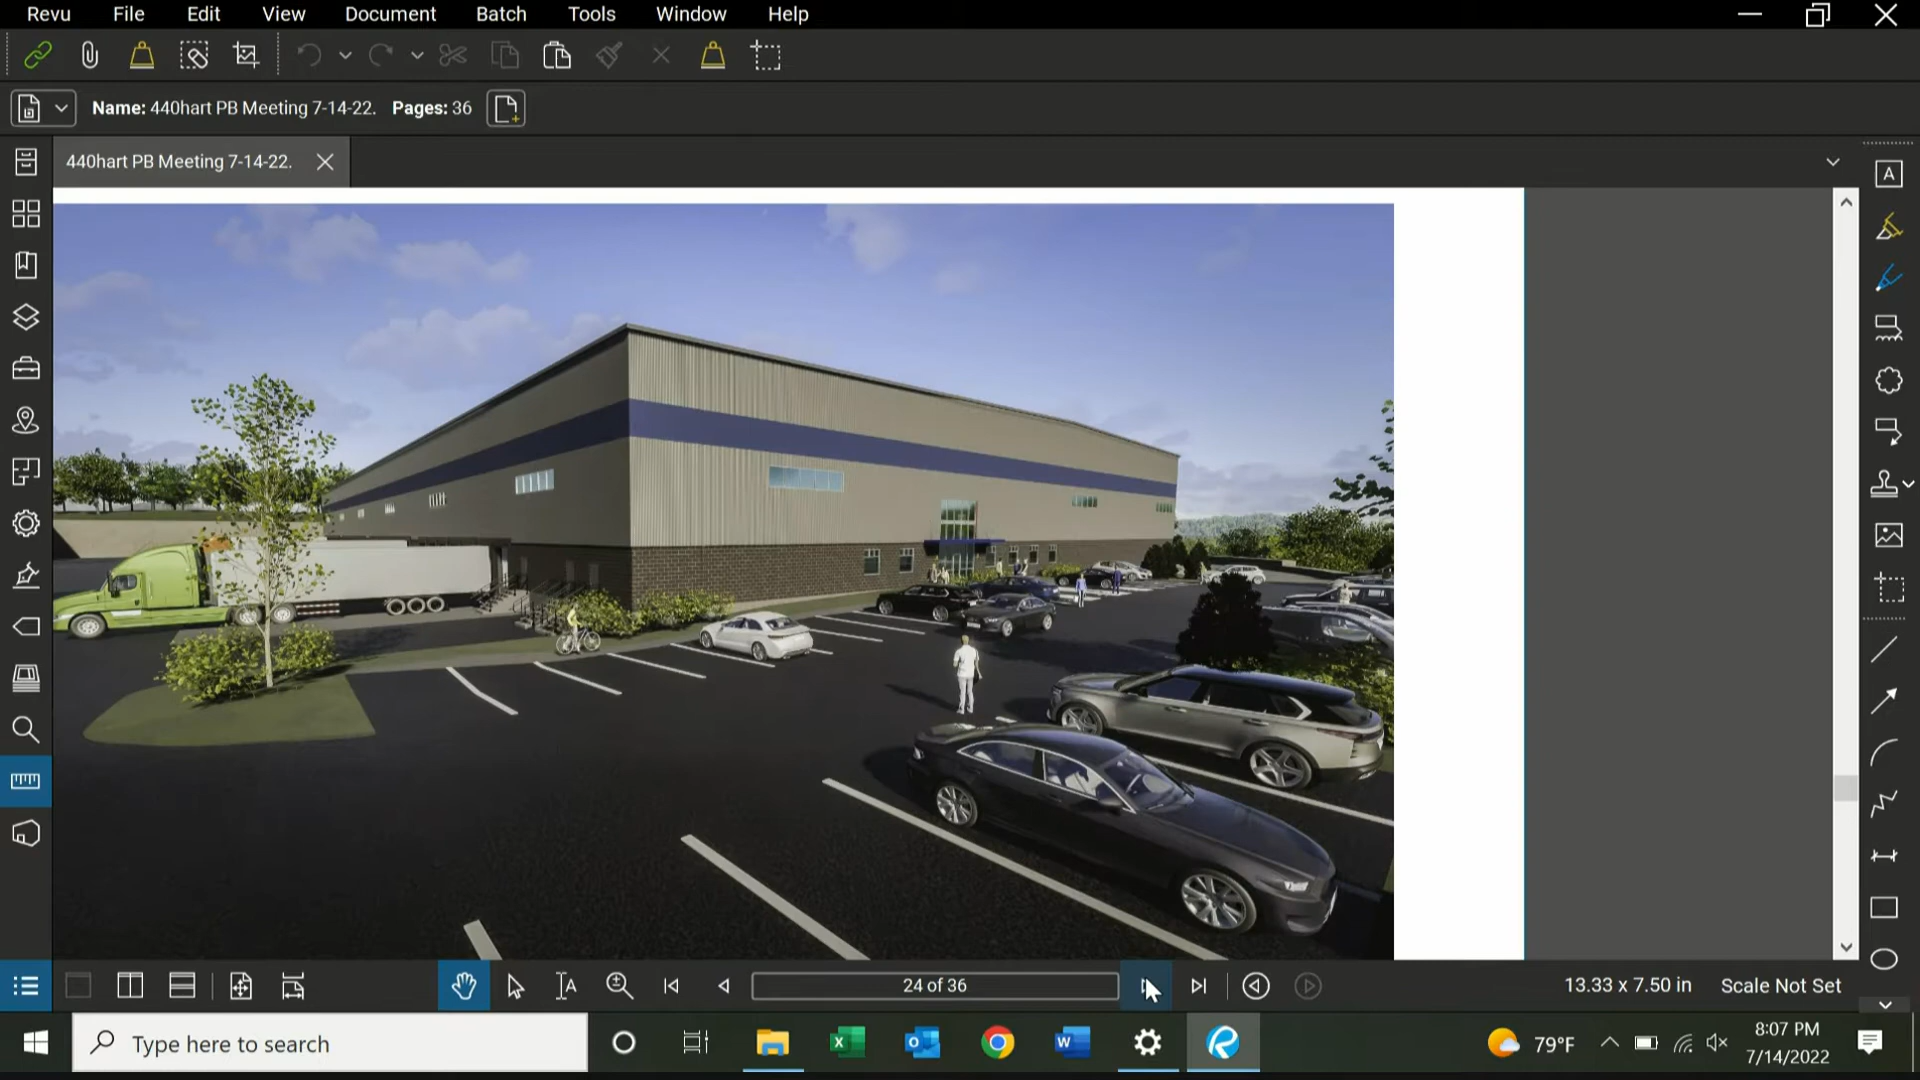 Revu File Edit View Document Batch Tools Window Help
Name: 440hart PB Meeting 7-14-22. Pages: 36
440hart PB Meeting 7-14-22.
A
24 of 36
13.33 x 7.50 in Scale Not Set
Type here to search
79°F
8:07 PM
7/14/2022